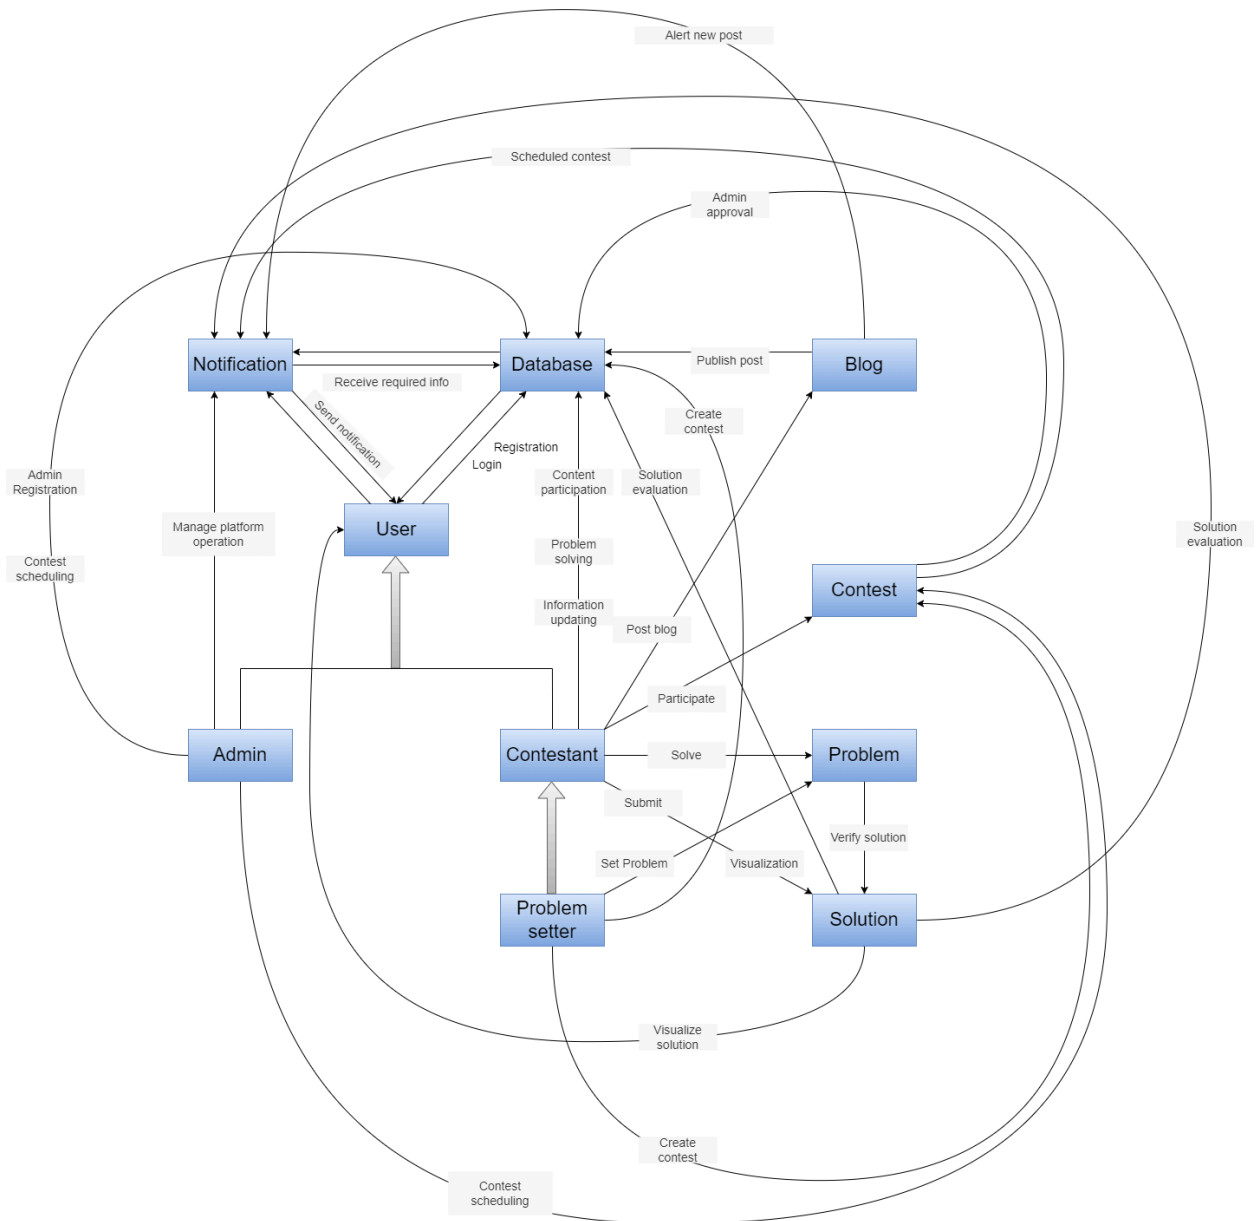 Alert new post
Scheduled contest
Admin
approval
Notification
Database
Blog
Publish post
Receive required info
Send notification
Create
contest
Registration
Login
Admin
Registration
Content
participation
Solution
evaluation
Manage platform
operation
User
Solution
evaluation
Contest
scheduling
Problem
solving
Contest
Information
updating
Post blog
Participate
Admin
Contestant
Solve
Problem
Submit
Verify solution
Set Problem
Visualization
Problem
setter
Solution
Visualize
solution
Create
contest
Contest
scheduling